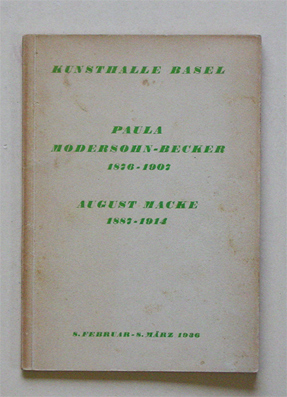 KUNSTHALLE BASEL
PAULA
MODERSOHN-BECKER
1876-1907
AUGUST MACKE
1887-1914
8. FEBRUAR - 8. MÄRZ 1936